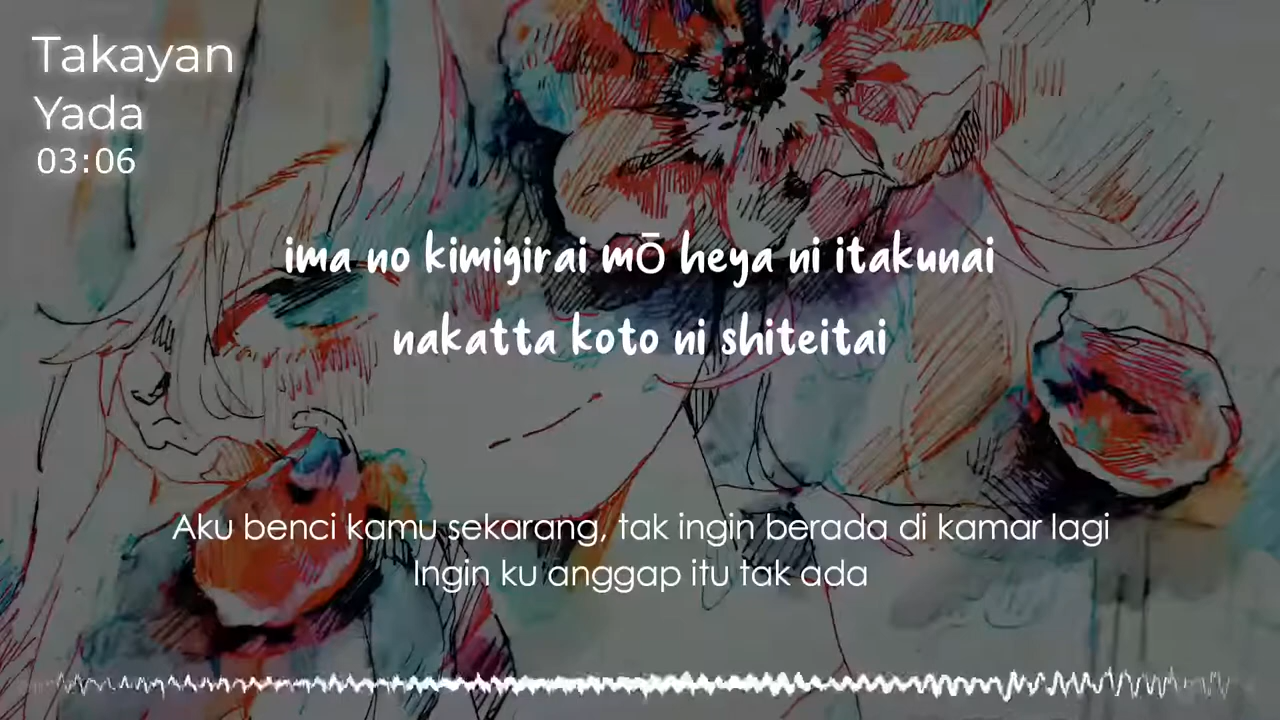 Takayan
Yada
03:06
ima no kimigirai mō heya ni itakunai
nakatta koto ni shiteitai
Aku benci kamu sekarang, tak ingin berada di kamar lagi
Ingin ku anggap itu tak ada